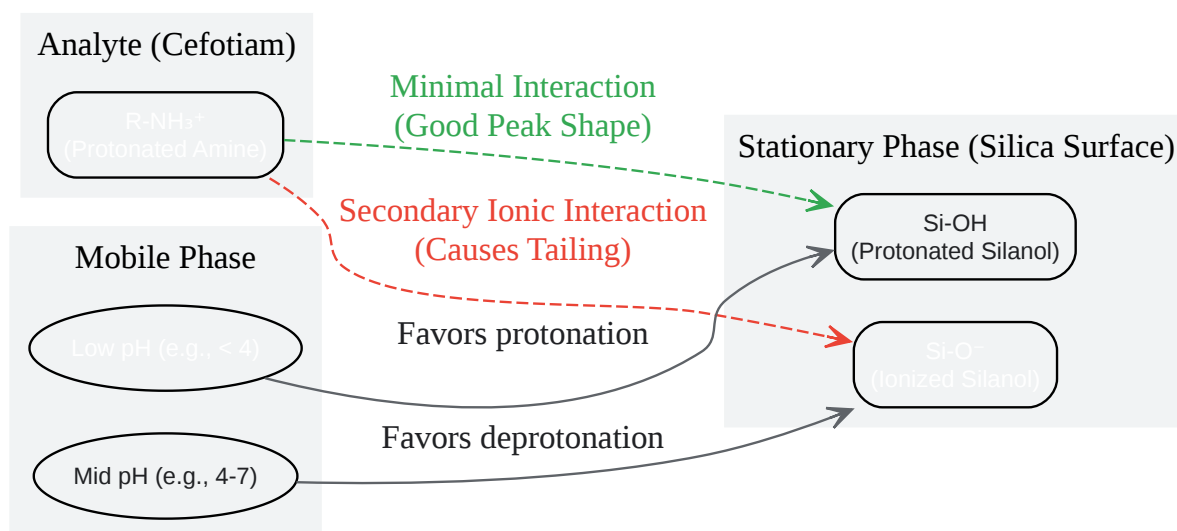 Analyte (Cefotiam)
R-NH₃⁺
(Protonated Amine)
Minimal Interaction
(Good Peak Shape)
Secondary Ionic Interaction
(Causes Tailing)
Stationary Phase (Silica Surface)
Si-OH
(Protonated Silanol)
Si-O⁻
(Ionized Silanol)
Mobile Phase
Low pH (e.g., < 4)
Favors protonation
Mid pH (e.g., 4-7)
Favors deprotonation